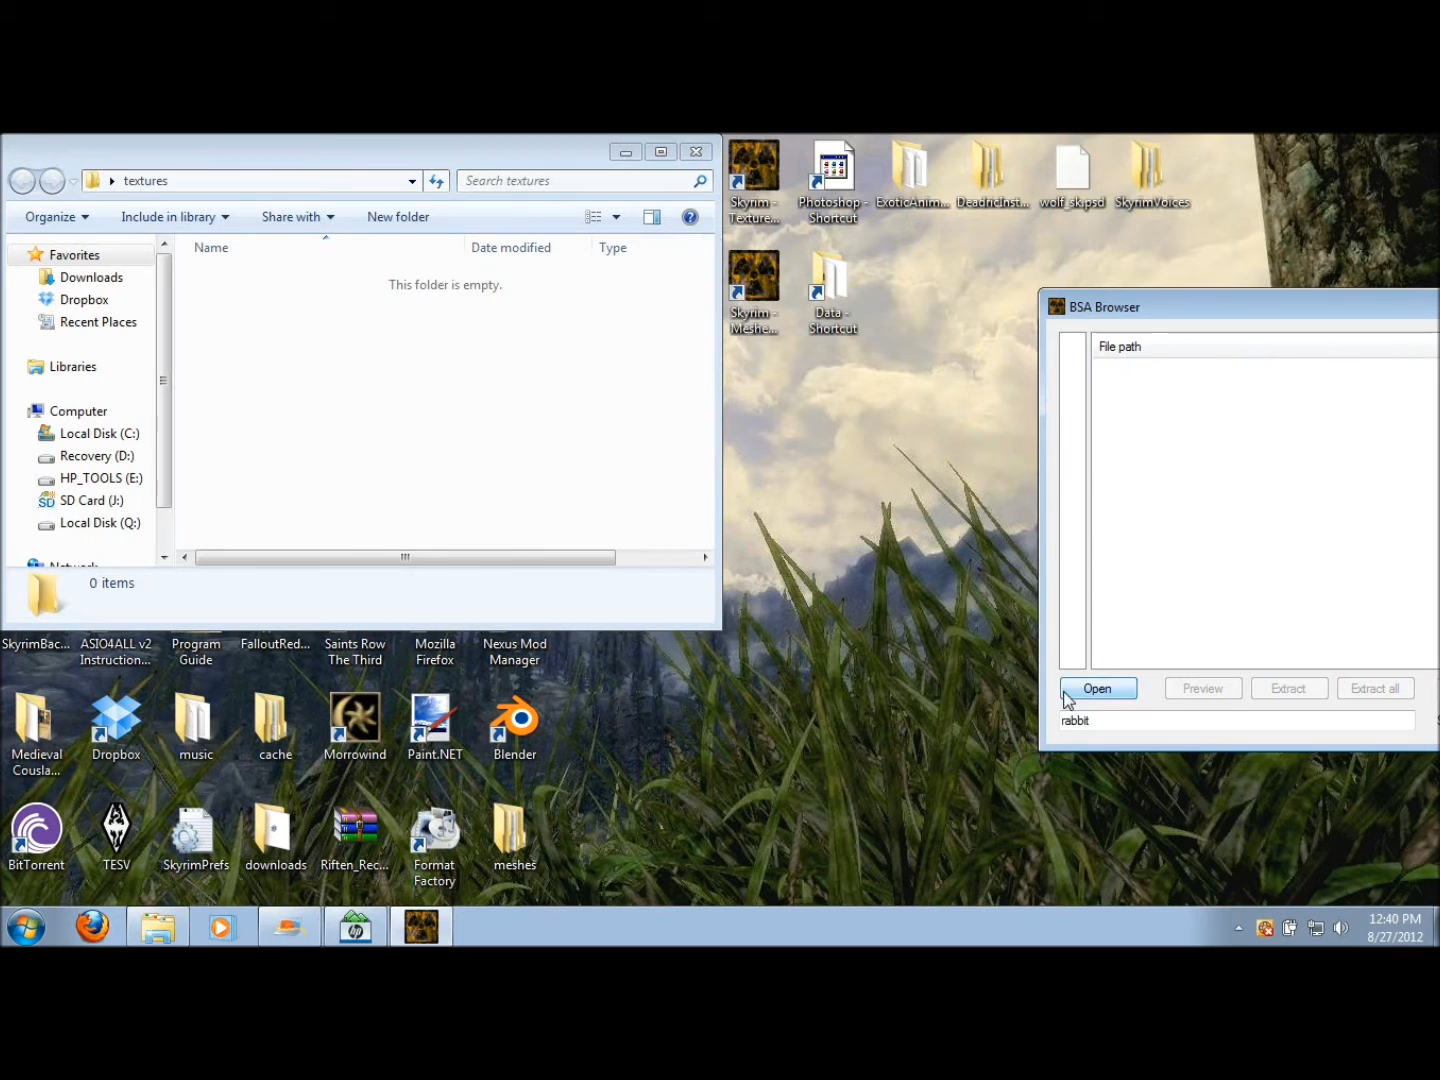 textures
Search textures
Organize
Include in library
Share with
New folder
Name
Date modified
Type
This folder is empty.
Favorites
Downloads
Dropbox
Recent Places
Libraries
Computer
Local Disk (C:)
Recovery (D:)
HP_TOOLS (E:)
SD Card (J:)
Local Disk (Q:)
0 items
Skyrim -
Texture...
Photoshop -
Shortcut
ExoticAnim...
DeadricInst...
wolf_sk.psd
SkyrimVoices
Skyrim -
Meshe...
Data -
Shortcut
BSA Browser
File path
Open
Preview
Extract
Extract all
rabbit
SkyrimBac...
ASIO4ALL v2
Instruction...
Program
Guide
FalloutRed...
Saints Row
The Third
Mozilla
Firefox
Nexus Mod
Manager
Medieval
Cousla...
Dropbox
music
cache
Morrowind
Paint.NET
Blender
BitTorrent
TESV
SkyrimPrefs
downloads
Riften_Rec...
Format
Factory
meshes
12:40 PM
8/27/2012